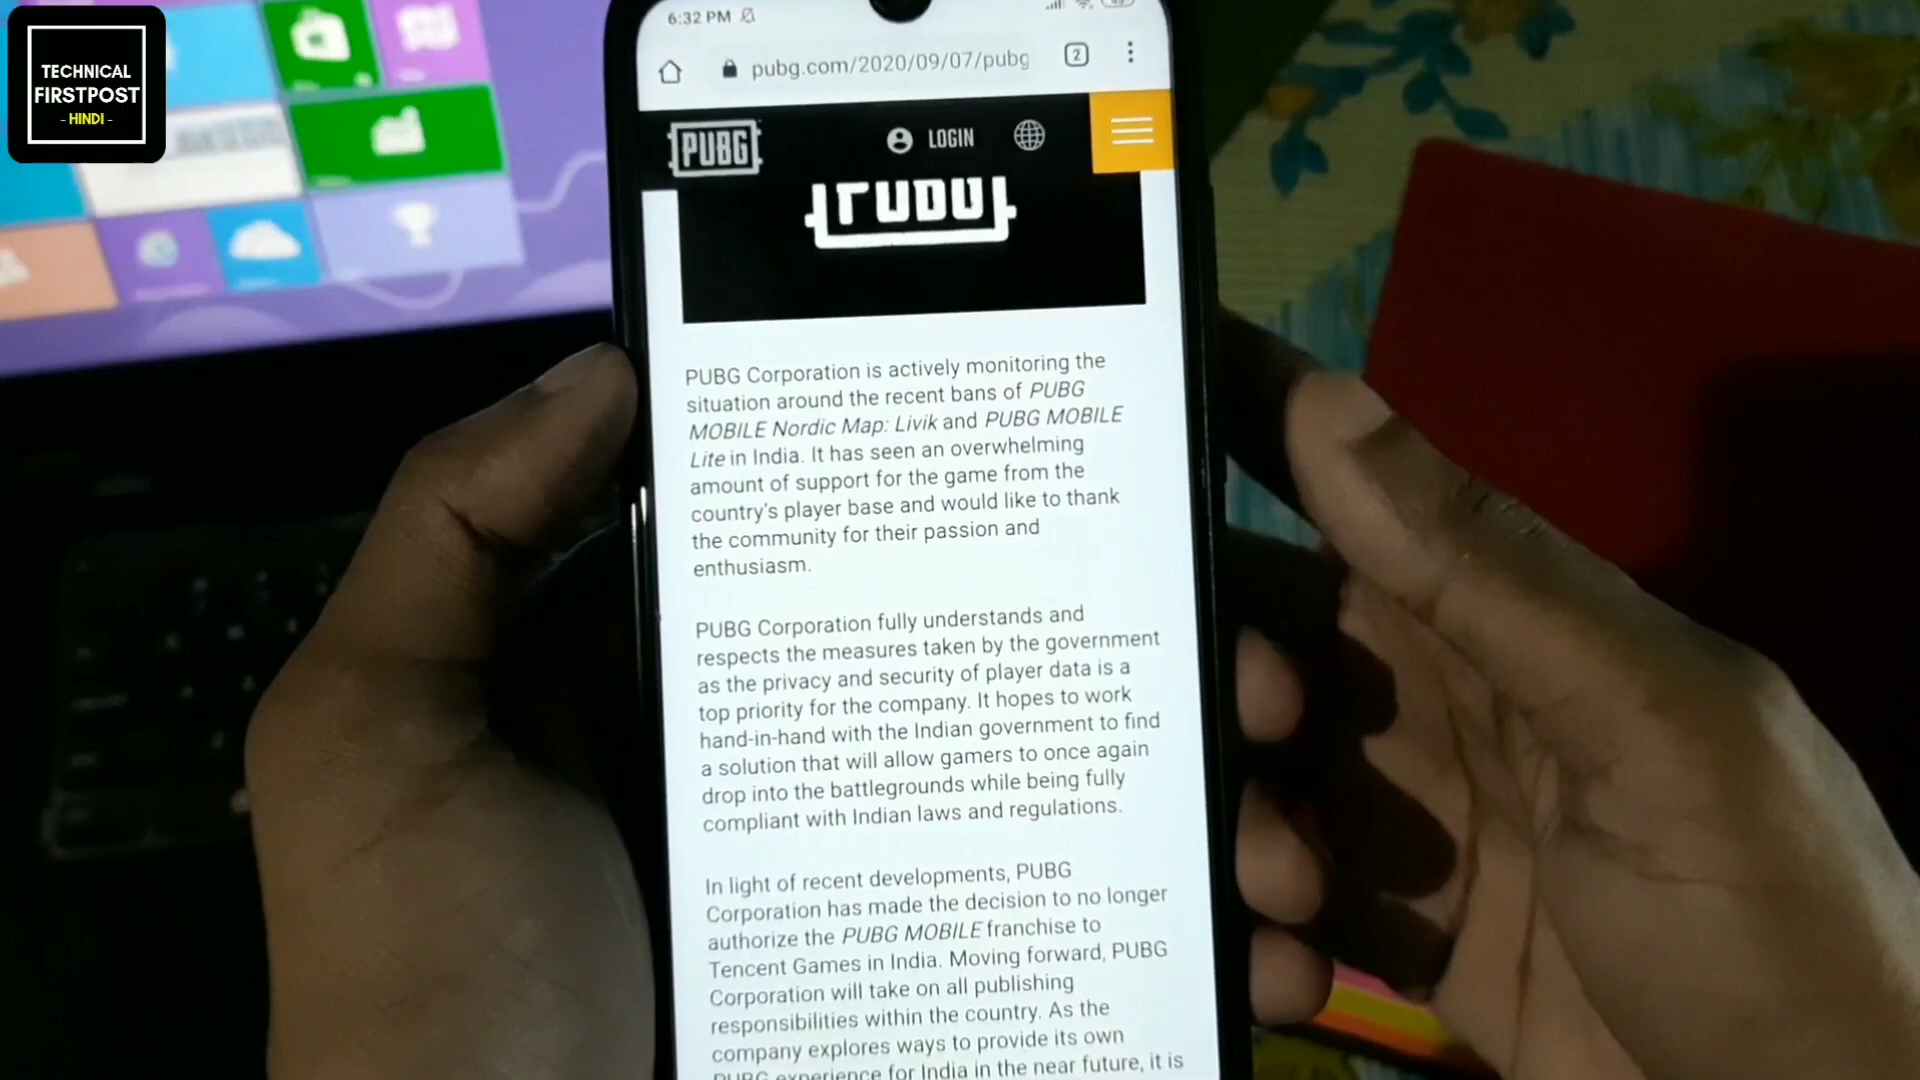 TECHNICAL
FIRSTPOST
- HINDI -
6:32 PM
pubg.com/2020/09/07/pubg
2
PUBG
LOGIN
PUBG Corporation is actively monitoring the
situation around the recent bans of PUBG
MOBILE Nordic Map: Livik and PUBG MOBILE
Lite in India. It has seen an overwhelming
amount of support for the game from the
country's player base and would like to thank
the community for their passion and
enthusiasm.
PUBG Corporation fully understands and
respects the measures taken by the government
as the privacy and security of player data is a
top priority for the company. It hopes to work
hand-in-hand with the Indian government to find
a solution that will allow gamers to once again
drop into the battlegrounds while being fully
compliant with Indian laws and regulations.
In light of recent developments, PUBG
Corporation has made the decision to no longer
authorize the PUBG MOBILE franchise to
Tencent Games in India. Moving forward, PUBG
Corporation will take on all publishing
responsibilities within the country. As the
company explores ways to provide its own
PUBG experience for India in the near future, it is